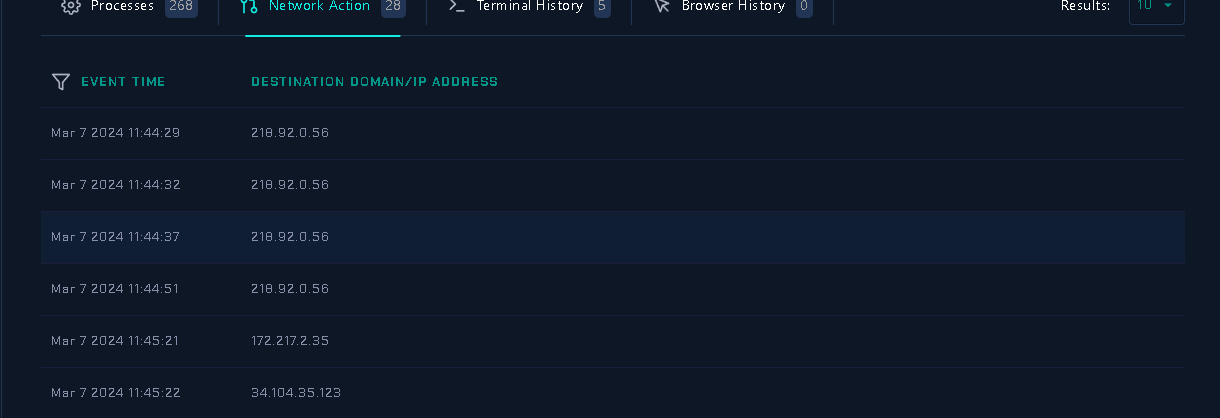 Processes 268 Network Action 28 Terminal History 5 Browser History 0 Results: 10
EVENT TIME DESTINATION DOMAIN/IP ADDRESS
Mar 7 2024 11:44:29 218.92.0.56
Mar 7 2024 11:44:32 218.92.0.56
Mar 7 2024 11:44:37 218.92.0.56
Mar 7 2024 11:44:51 218.92.0.56
Mar 7 2024 11:45:21 172.217.2.35
Mar 7 2024 11:45:22 34.104.35.123